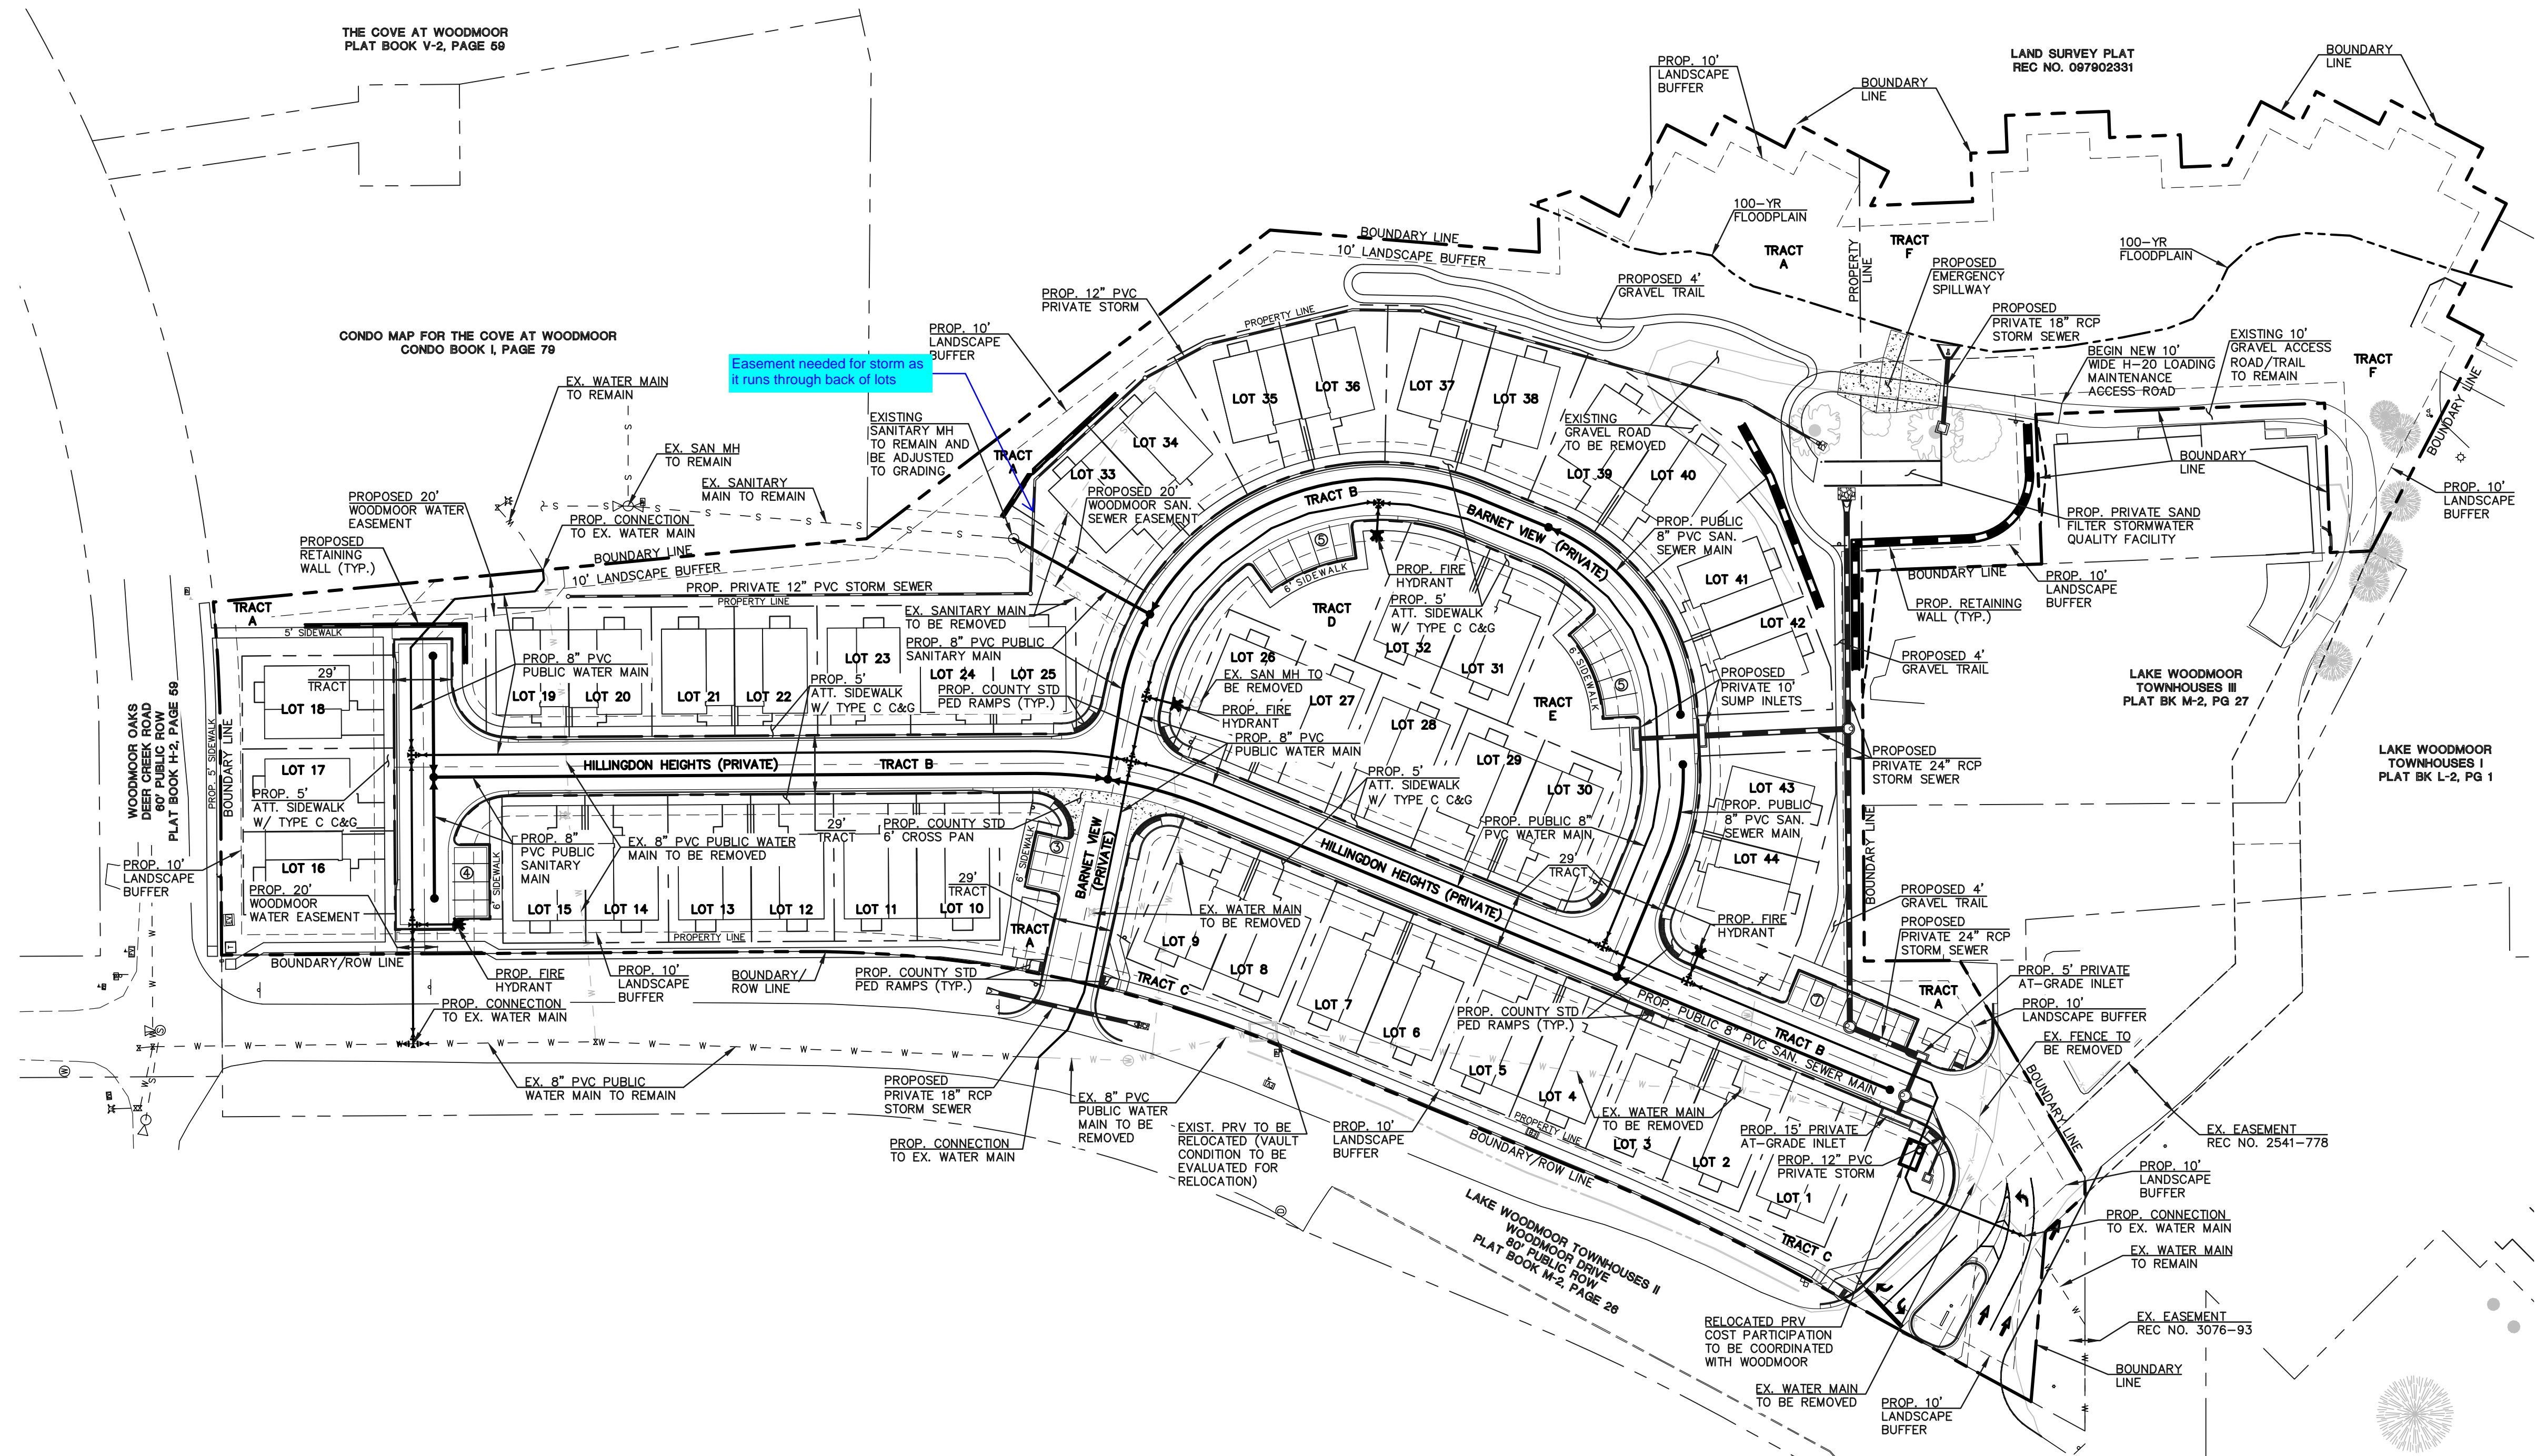 THE COVE AT WOODMOOR
PLAT BOOK V-2, PAGE 59
LAND SURVEY PLAT
REC NO. 097902331
BOUNDARY
LINE
PROP. 10'
LANDSCAPE
BUFFER
BOUNDARY
LINE
100-YR
FLOODPLAIN
TRACT
A
PROPERTY
LINE
TRACT
F
100-YR
FLOODPLAIN
BOUNDARY LINE
10' LANDSCAPE BUFFER
PROPOSED
EMERGENCY
SPILLWAY
PROPOSED 4'
GRAVEL TRAIL
PROP. 12" PVC
PRIVATE STORM
PROPERTY LINE
PROPOSED
PRIVATE 18" RCP
STORM SEWER
BEGIN NEW 10'
WIDE H-20 LOADING
MAINTENANCE
ACCESS ROAD
EXISTING 10'
GRAVEL ACCESS
ROAD/TRAIL
TO REMAIN
TRACT
F
BOUNDARY LINE
CONDO MAP FOR THE COVE AT WOODMOOR
CONDO BOOK I, PAGE 79
PROP. 10'
LANDSCAPE
BUFFER
Easement needed for storm as
it runs through back of lots
EX. WATER MAIN
TO REMAIN
EXISTING
SANITARY MH
TO REMAIN AND
BE ADJUSTED
TO GRADING
EX. SAN MH
TO REMAIN
EX. SANITARY
MAIN TO REMAIN
TRACT
A
LOT 33
LOT 34
LOT 35
LOT 36
LOT 37
LOT 38
EXISTING
GRAVEL ROAD
TO BE REMOVED
LOT 39
LOT 40
BOUNDARY
LINE
PROP. 10'
LANDSCAPE
BUFFER
PROPOSED 20'
WOODMOOR WATER
EASEMENT
PROP. CONNECTION
TO EX. WATER MAIN
PROPOSED 20'
WOODMOOR SAN.
SEWER EASEMENT
TRACT B
BARNET VIEW (PRIVATE)
PROP. PUBLIC
8" PVC SAN.
SEWER MAIN
PROP. PRIVATE SAND
FILTER STORMWATER
QUALITY FACILITY
PROPOSED
RETAINING
WALL (TYP.)
BOUNDARY LINE
10' LANDSCAPE BUFFER
PROP. PRIVATE 12" PVC STORM SEWER
PROPERTY LINE
5
6' SIDEWALK
PROP. FIRE
HYDRANT
LOT 41
BOUNDARY LINE
PROP. 10'
LANDSCAPE
BUFFER
PROP. RETAINING
WALL (TYP.)
TRACT
A
5' SIDEWALK
EX. SANITARY MAIN
TO BE REMOVED
TRACT
D
PROP. 5'
ATT. SIDEWALK
W/ TYPE C C&G
LOT 42
PROP. 8" PVC PUBLIC
SANITARY MAIN
PROP. 8" PVC
PUBLIC WATER MAIN
29'
TRACT
LOT 18
LOT 19
LOT 20
LOT 21
LOT 22
LOT 23
LOT 24
LOT 25
PROP. 5'
ATT. SIDEWALK
W/ TYPE C C&G
PROP. COUNTY STD
PED RAMPS (TYP.)
LOT 26
LOT 27
LOT 32
LOT 31
6' SIDEWALK
5
EX. SAN MH TO
BE REMOVED
PROP. FIRE
HYDRANT
LOT 28
TRACT
E
PROPOSED
PRIVATE 10'
SUMP INLETS
PROPOSED 4'
GRAVEL TRAIL
LAKE WOODMOOR
TOWNHOUSES III
PLAT BK M-2, PG 27
WOODMOOR OAKS
DEER CREEK ROAD
60' PUBLIC ROW
PLAT BOOK H-2, PAGE 59
PROP. 5' SIDEWALK
BOUNDARY LINE
PROP. 8" PVC
PUBLIC WATER MAIN
HILLINGDON HEIGHTS (PRIVATE)
TRACT B
LOT 17
LOT 29
LOT 30
PROP. 5'
ATT. SIDEWALK
W/ TYPE C C&G
PROPOSED
PRIVATE 24" RCP
STORM SEWER
LAKE WOODMOOR
TOWNHOUSES I
PLAT BK L-2, PG 1
PROP. 5'
ATT. SIDEWALK
W/ TYPE C C&G
LOT 43
PROP. PUBLIC
8" PVC SAN.
SEWER MAIN
PROP. PUBLIC 8"
PVC WATER MAIN
BOUNDARY LINE
29'
TRACT
PROP. COUNTY STD
6' CROSS PAN
PROP. 8"
PVC PUBLIC
SANITARY
MAIN
EX. 8" PVC PUBLIC WATER
MAIN TO BE REMOVED
3
6' SIDEWALK
BARNET VIEW
(PRIVATE)
HILLINGDON HEIGHTS (PRIVATE)
29'
TRACT
LOT 44
PROP. 10'
LANDSCAPE
BUFFER
LOT 16
4
6' SIDEWALK
PROP. 20'
WOODMOOR
WATER EASEMENT
29'
TRACT
LOT 15
LOT 14
LOT 13
LOT 12
LOT 11
LOT 10
EX. WATER MAIN
TO BE REMOVED
PROPOSED 4'
GRAVEL TRAIL
PROP. FIRE
HYDRANT
PROPOSED
PRIVATE 24" RCP
STORM SEWER
PROPERTY LINE
TRACT
A
LOT 9
LOT 8
BOUNDARY/ROW LINE
PROP. FIRE
HYDRANT
PROP. 10'
LANDSCAPE
BUFFER
BOUNDARY/
ROW LINE
PROP. COUNTY STD
PED RAMPS (TYP.)
TRACT C
PROP. 5' PRIVATE
AT-GRADE INLET
TRACT
A
PROP. 10'
LANDSCAPE BUFFER
PROP. CONNECTION
TO EX. WATER MAIN
LOT 7
LOT 6
PROP. COUNTY STD
PED RAMPS (TYP.)
PROP. PUBLIC 8" PVC SAN. SEWER MAIN
7
TRACT B
EX. FENCE TO
BE REMOVED
BOUNDARY LINE
EX. 8" PVC PUBLIC
WATER MAIN TO REMAIN
PROPOSED
PRIVATE 18" RCP
STORM SEWER
EX. 8" PVC
PUBLIC WATER
MAIN TO BE
REMOVED
LOT 5
LOT 4
EX. WATER MAIN
TO BE REMOVED
PROP. CONNECTION
TO EX. WATER MAIN
EXIST. PRV TO BE
RELOCATED (VAULT
CONDITION TO BE
EVALUATED FOR
RELOCATION)
PROP. 10'
LANDSCAPE
BUFFER
PROPERTY LINE
BOUNDARY/ROW LINE
LOT 3
LOT 2
LOT 1
PROP. 15' PRIVATE
AT-GRADE INLET
PROP. 12" PVC
PRIVATE STORM
EX. EASEMENT
REC NO. 2541-778
PROP. 10'
LANDSCAPE
BUFFER
PROP. CONNECTION
TO EX. WATER MAIN
LAKE WOODMOOR TOWNHOUSES II
WOODMOOR DRIVE
80' PUBLIC ROW
PLAT BOOK M-2, PAGE 26
TRACT C
EX. WATER MAIN
TO REMAIN
RELOCATED PRV
COST PARTICIPATION
TO BE COORDINATED
WITH WOODMOOR
EX. EASEMENT
REC NO. 3076-93
EX. WATER MAIN
TO BE REMOVED
BOUNDARY
LINE
PROP. 10'
LANDSCAPE
BUFFER